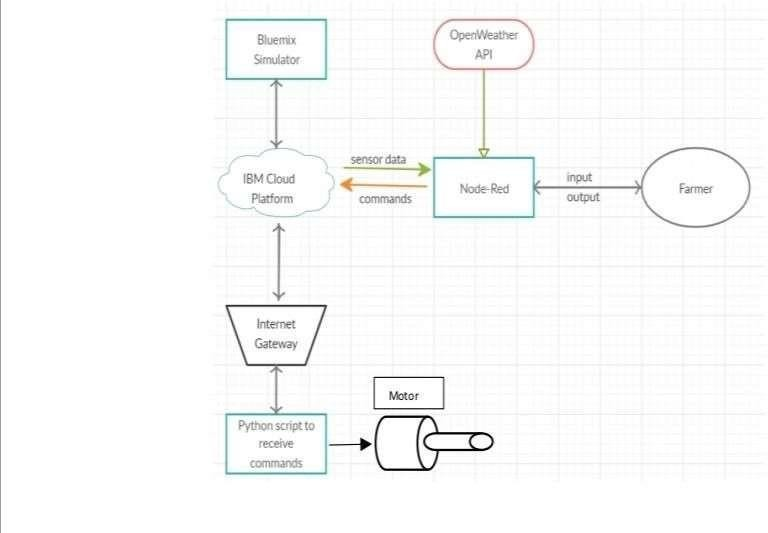 Bluemix
Simulator
OpenWeather
API
sensor data
IBM Cloud
Platform
commands
Node-Red
input
output
Farmer
Internet
Gateway
Motor
Python script to
receive
commands